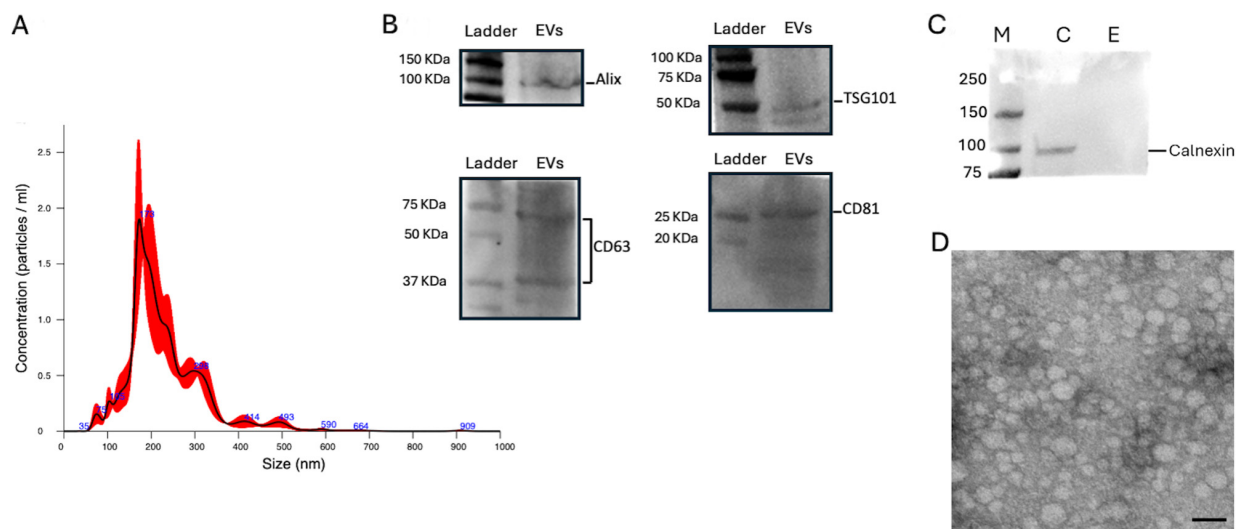 A
Concentration (particles / ml)
2.5
2.0
1.5
1.0
0.5
0
35
414
493
590
664
909
0
100
200
300
400
500
600
700
800
900
1000
Size (nm)
B
Ladder EVs
150 KDa
100 KDa
Alix
Ladder EVs
100 KDa
75 KDa
50 KDa
TSG101
Ladder EVs
75 KDa
50 KDa
37 KDa
CD63
Ladder EVs
25 KDa
20 KDa
CD81
C
M C E
250
150
100
75
Calnexin
D